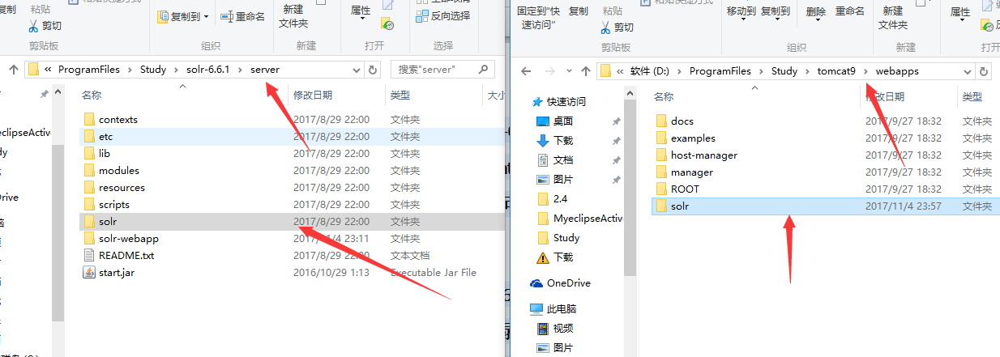 复制
粘贴
剪切
剪贴板
复制到
重命名
组织
新建
文件夹
新建
属性
打开
反向选择
选择
« ProgramFiles › Study › solr-6.6.1 › server
搜索"server"
名称 修改日期 类型 大小
contexts 2017/8/29 22:00 文件夹
etc 2017/8/29 22:00 文件夹
lib 2017/8/29 22:00 文件夹
modules 2017/8/29 22:00 文件夹
resources 2017/8/29 22:00 文件夹
scripts 2017/8/29 22:00 文件夹
solr 2017/8/29 22:00 文件夹
solr-webapp 2017/11/4 23:11 文件夹
README.txt 2017/8/29 22:00 文本文档
start.jar 2016/10/29 1:13 Executable Jar File
固定到"快
速访问"
复制
粘贴
剪切
剪贴板
移动到
复制到
删除
重命名
组织
新建
文件夹
新建
属性
« 软件 (D:) › ProgramFiles › Study › tomcat9 › webapps
快速访问
桌面
下载
文档
图片
2.4
MyeclipseActive
Study
下载
OneDrive
此电脑
视频
图片
名称 修改日期 类型
docs 2017/9/27 18:32 文件夹
examples 2017/9/27 18:32 文件夹
host-manager 2017/9/27 18:32 文件夹
manager 2017/9/27 18:32 文件夹
ROOT 2017/9/27 18:32 文件夹
solr 2017/11/4 23:57 文件夹